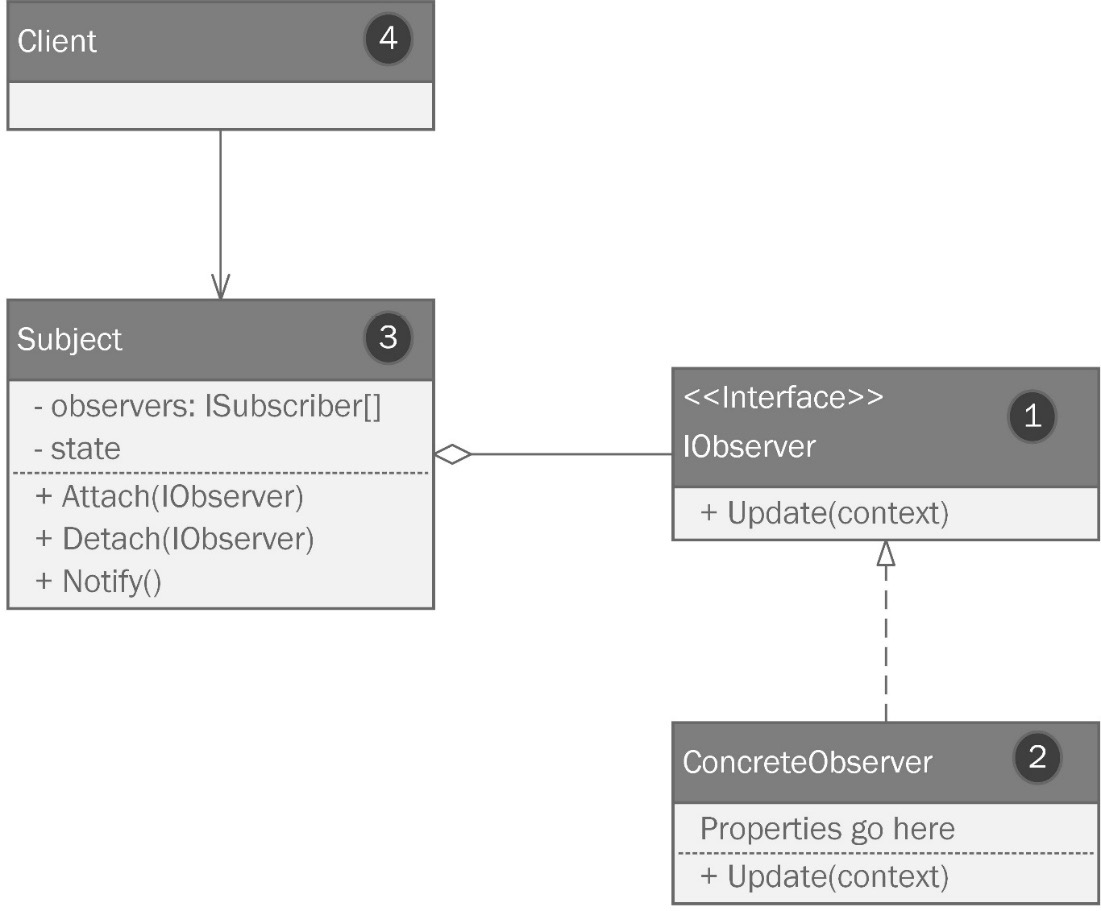 Client
4
Subject
3
- observers: ISubscriber[]
- state
+ Attach(IObserver)
+ Detach(IObserver)
+ Notify()
<<Interface>>
1
IObserver
+ Update(context)
ConcreteObserver
2
Properties go here
+ Update(context)